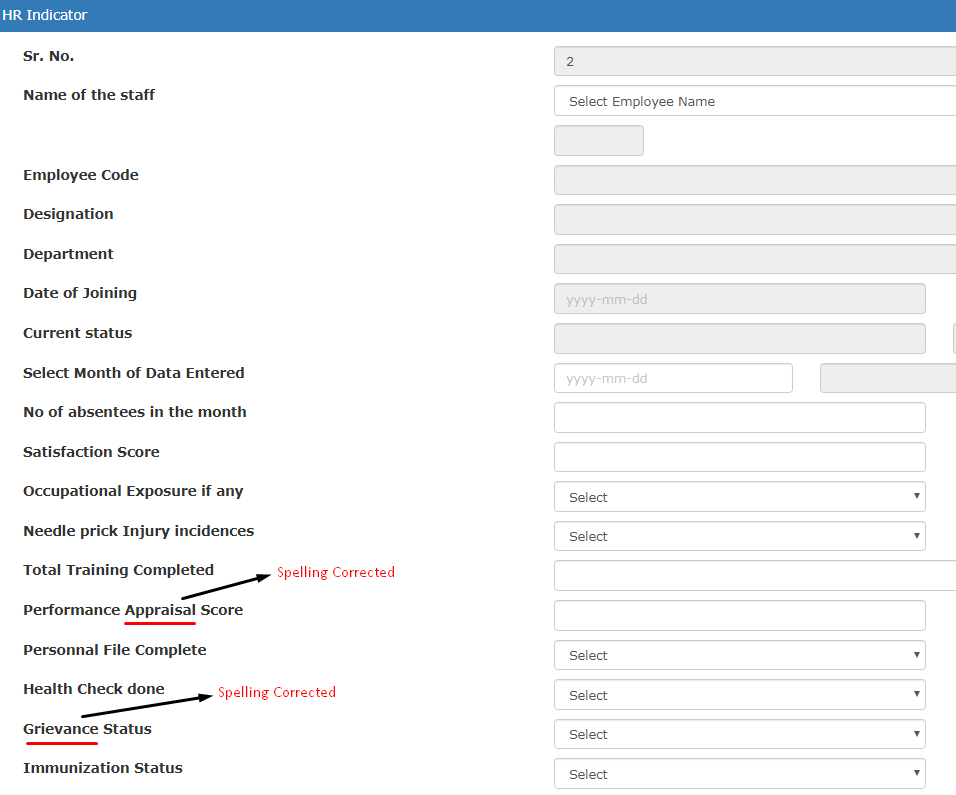 HR Indicator
Sr. No.
2
Name of the staff
Select Employee Name
Employee Code
Designation
Department
Date of Joining
yyyy-mm-dd
Current status
Select Month of Data Entered
yyyy-mm-dd
No of absentees in the month
Satisfaction Score
Occupational Exposure if any
Select
Needle prick Injury incidences
Select
Total Training Completed
Spelling Corrected
Performance Appraisal Score
Personnal File Complete
Select
Health Check done
Spelling Corrected
Select
Grievance Status
Select
Immunization Status
Select